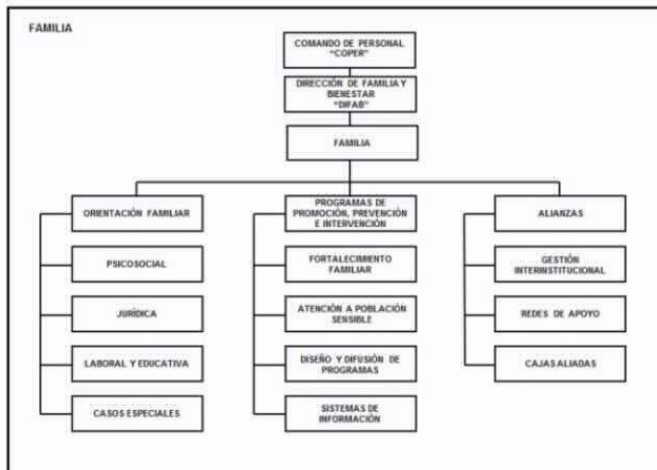 FAMILIA
COMANDO DE PERSONAL
"COPER"
DIRECCIÓN DE FAMILIA Y
BIENESTAR
"DIFAB"
FAMILIA
ORIENTACIÓN FAMILIAR
PSICOSOCIAL
JURÍDICA
LABORAL Y EDUCATIVA
CASOS ESPECIALES
PROGRAMAS DE
PROMOCIÓN, PREVENCIÓN
E INTERVENCIÓN
FORTALECIMIENTO
FAMILIAR
ATENCIÓN A POBLACIÓN
SENSIBLE
DISEÑO Y DIFUSIÓN DE
PROGRAMAS
SISTEMAS DE
INFORMACIÓN
ALIANZAS
GESTIÓN
INTERINSTITUCIONAL
REDES DE APOYO
CAJAS ALIADAS